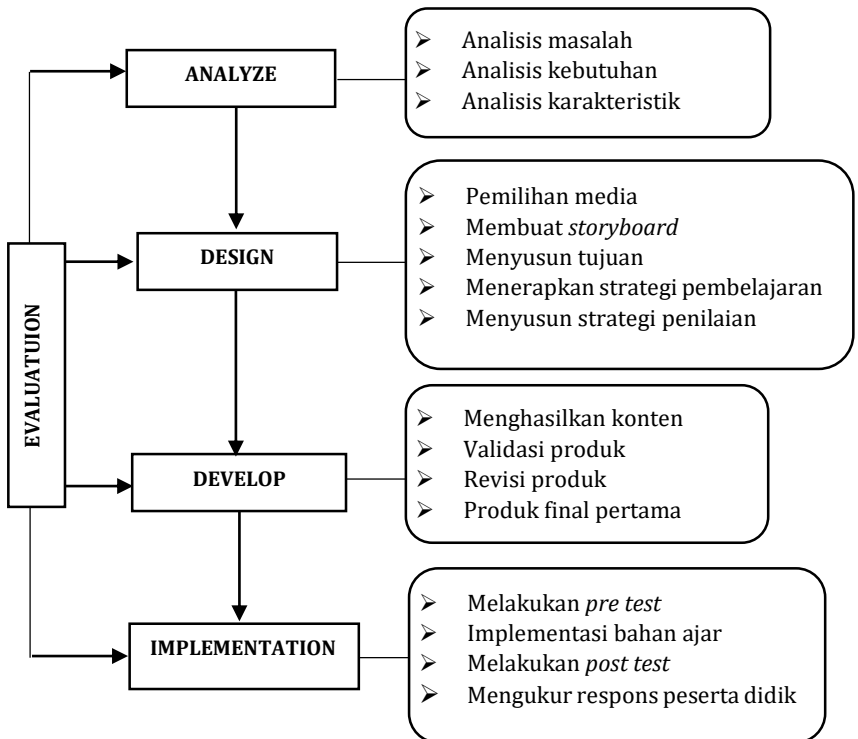 ANALYZE
➢ Analisis masalah
➢ Analisis kebutuhan
➢ Analisis karakteristik
DESIGN
➢ Pemilihan media
➢ Membuat storyboard
➢ Menyusun tujuan
➢ Menerapkan strategi pembelajaran
➢ Menyusun strategi penilaian
EVALUATUION
DEVELOP
➢ Menghasilkan konten
➢ Validasi produk
➢ Revisi produk
➢ Produk final pertama
IMPLEMENTATION
➢ Melakukan pre test
➢ Implementasi bahan ajar
➢ Melakukan post test
➢ Mengukur respons peserta didik